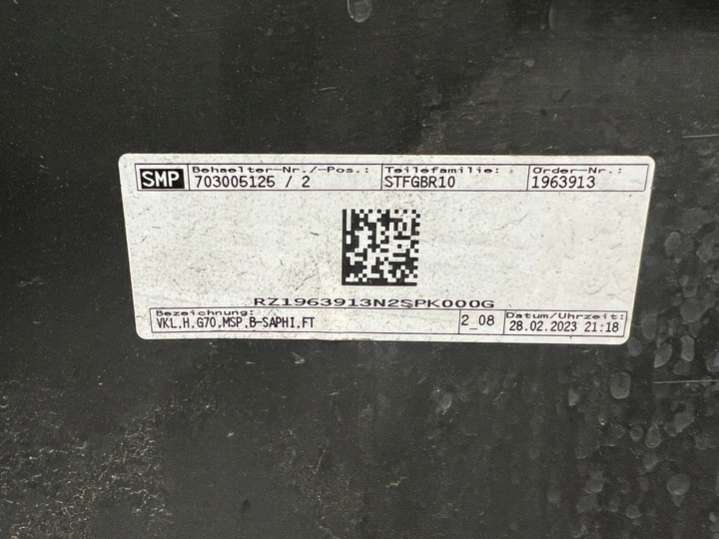 SMP Behaelter-Nr./-Pos.: Teilefamilie: Order-Nr.:
703005125 / 2 STFGBR10 1963913
RZ1963913N2SPK000G
Bezeichnung: 2_08 Datum/Uhrzeit:
VKL.H.G70.MSP.B-SAPHI.FT 28.02.2023 21:18